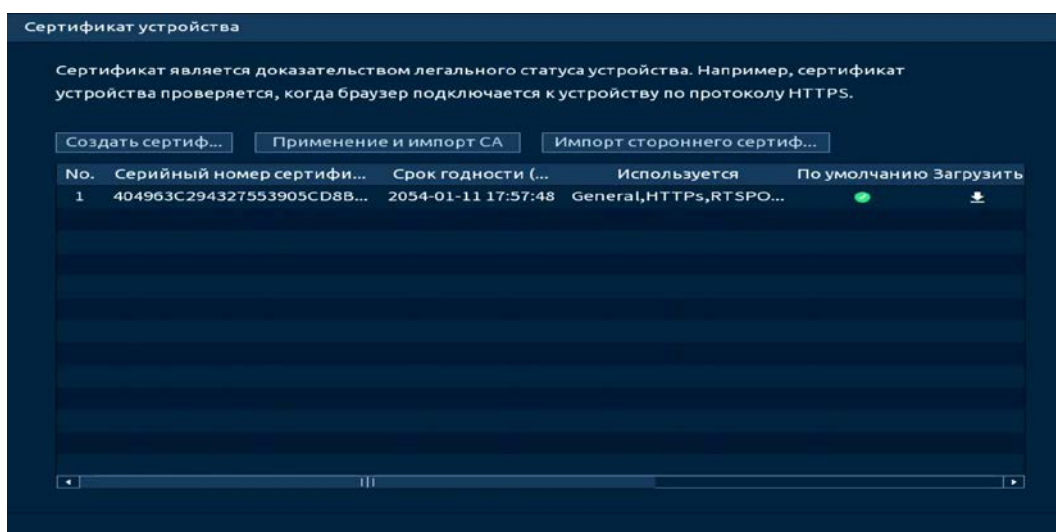 Сертификат устройства
Сертификат является доказательством легального статуса устройства. Например, сертификат
устройства проверяется, когда браузер подключается к устройству по протоколу HTTPS.
Создать сертиф... Применение и импорт CA Импорт стороннего сертиф...
No. Серийный номер сертифи... Срок годности (... Используется По умолчанию Загрузить
1 404963C294327553905CD8B... 2054-01-11 17:57:48 General,HTTPs,RTSPO...